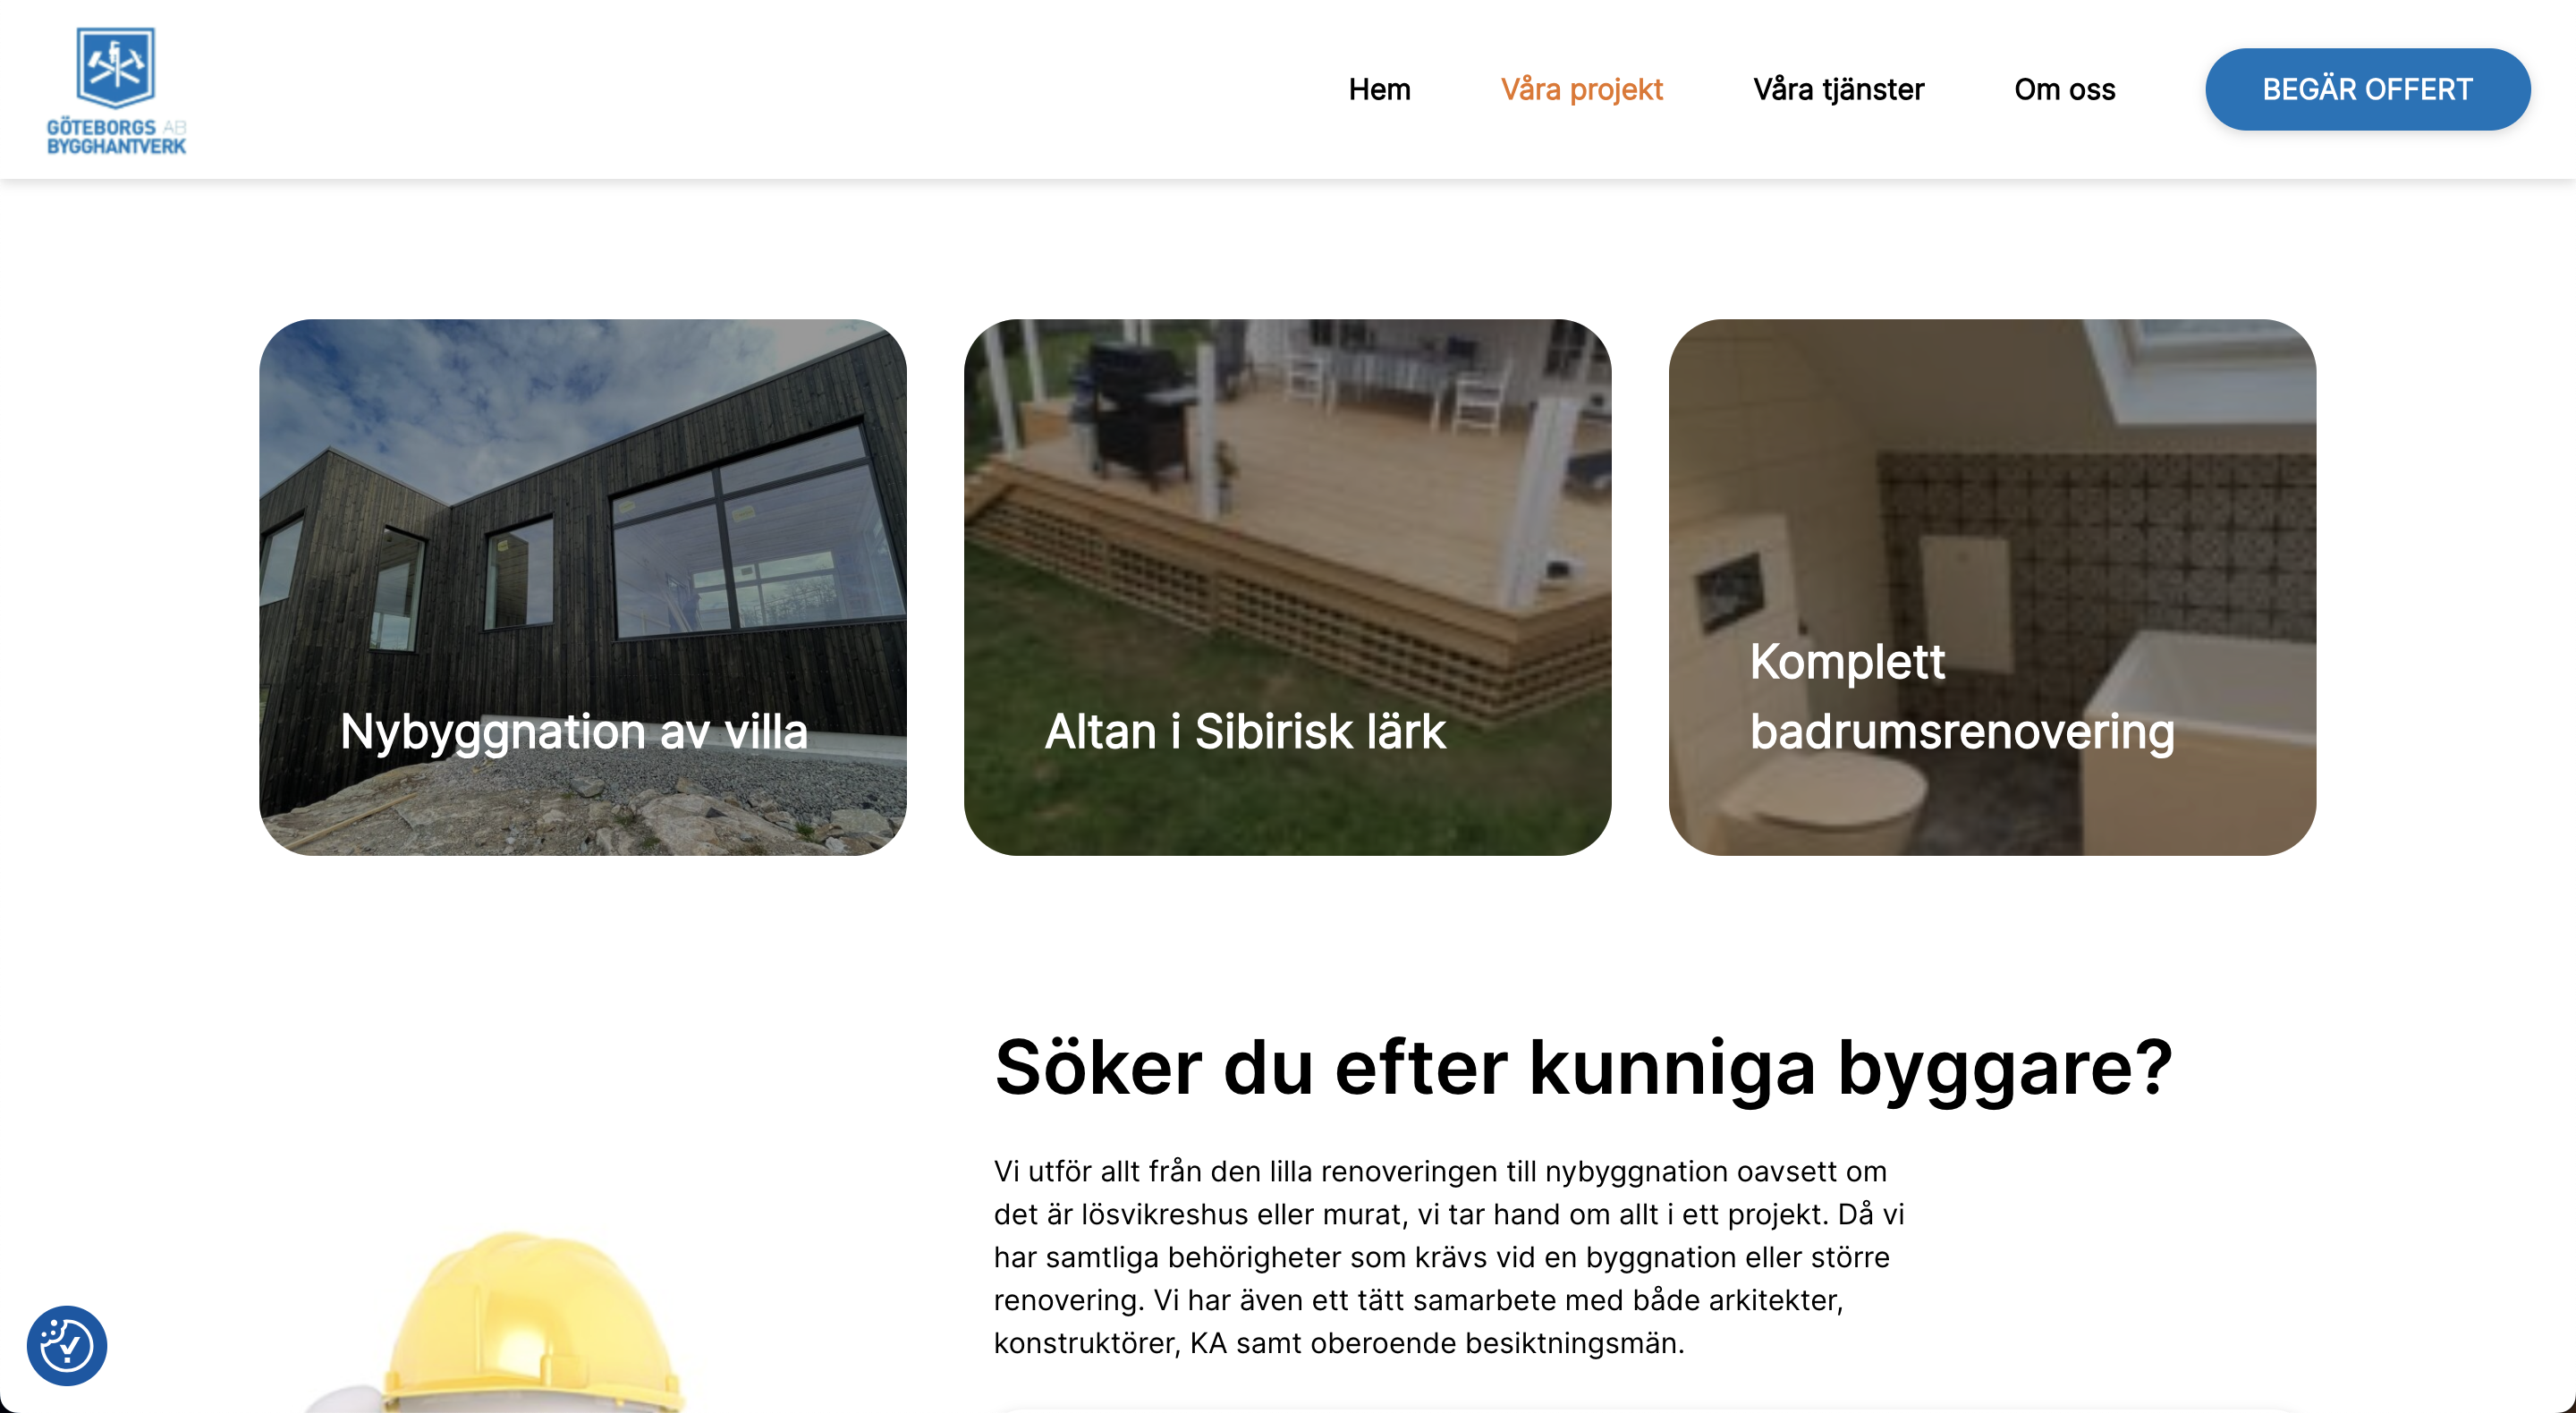 GÖTEBORGS AB
BYGGHANTVERK
Hem
Våra projekt
Våra tjänster
Om oss
BEGÄR OFFERT
Nybyggnation av villa
Altan i Sibirisk lärk
Komplett
badrumsrenovering
Söker du efter kunniga byggare?
Vi utför allt från den lilla renoveringen till nybyggnation oavsett om
det är lösvikreshus eller murat, vi tar hand om allt i ett projekt. Då vi
har samtliga behörigheter som krävs vid en byggnation eller större
renovering. Vi har även ett tätt samarbete med både arkitekter,
konstruktörer, KA samt oberoende besiktningsmän.